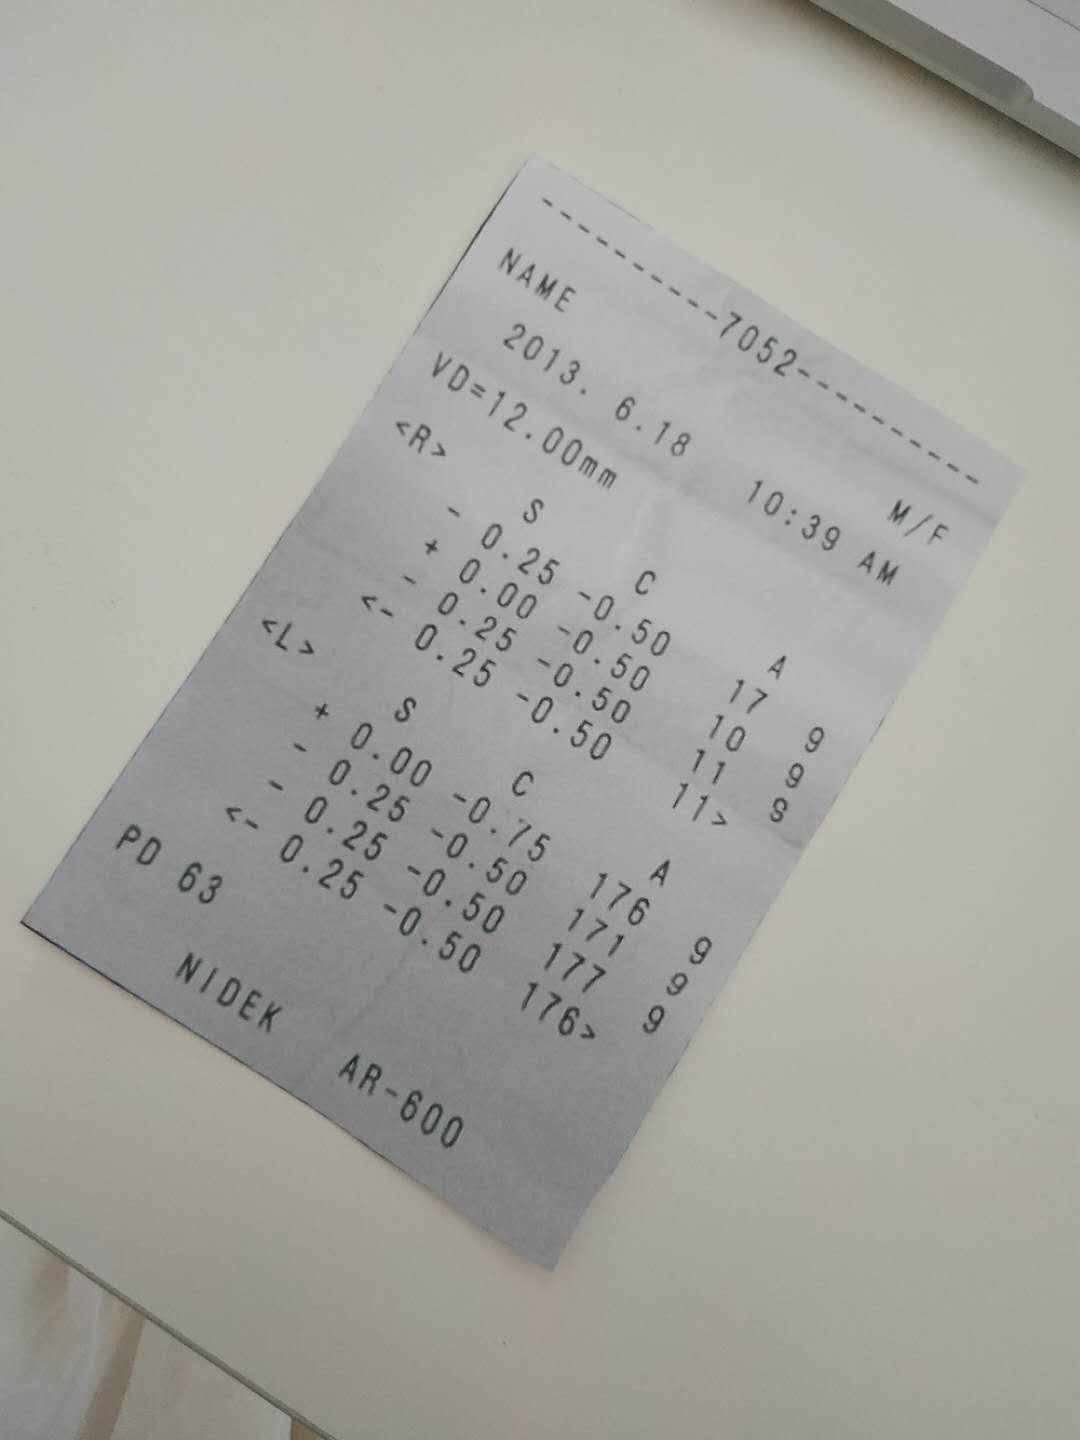 ---------7052---------
NAME M/F
2013. 6.18 10:39 AM
VD=12.00mm
<R>
S C A
- 0.25 -0.50 17 9
+ 0.00 -0.50 10 9
- 0.25 -0.50 11 S
<- 0.25 -0.50 11>
<L>
S C A
+ 0.00 -0.75 176 9
- 0.25 -0.50 171 9
- 0.25 -0.50 177 9
<- 0.25 -0.50 176>
PD 63
NIDEK AR-600